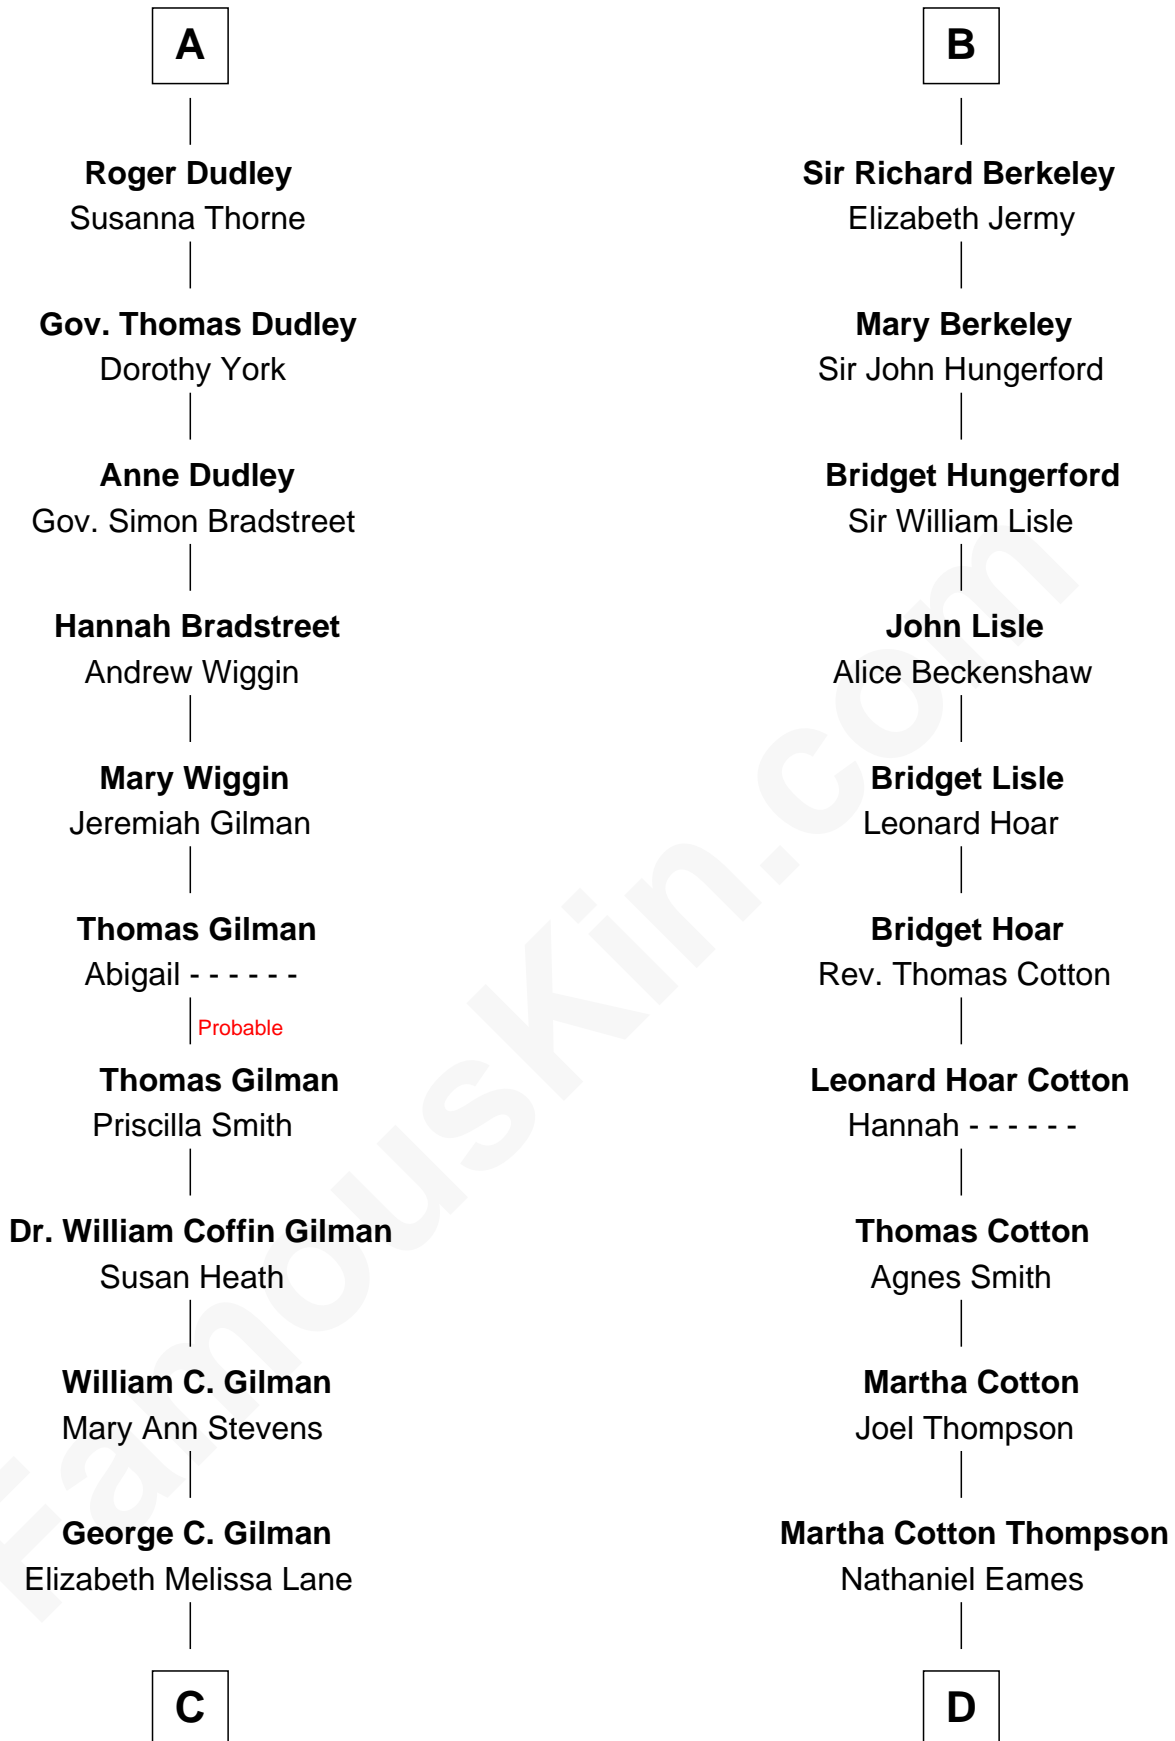 A
Roger Dudley
Susanna Thorne
Gov. Thomas Dudley
Dorothy York
Anne Dudley
Gov. Simon Bradstreet
Hannah Bradstreet
Andrew Wiggin
Mary Wiggin
Jeremiah Gilman
Thomas Gilman
Abigail - - - - - -
Probable
Thomas Gilman
Priscilla Smith
Dr. William Coffin Gilman
Susan Heath
William C. Gilman
Mary Ann Stevens
George C. Gilman
Elizabeth Melissa Lane
C
B
Sir Richard Berkeley
Elizabeth Jermy
Mary Berkeley
Sir John Hungerford
Bridget Hungerford
Sir William Lisle
John Lisle
Alice Beckenshaw
Bridget Lisle
Leonard Hoar
Bridget Hoar
Rev. Thomas Cotton
Leonard Hoar Cotton
Hannah - - - - - -
Thomas Cotton
Agnes Smith
Martha Cotton
Joel Thompson
Martha Cotton Thompson
Nathaniel Eames
D
FamousKin.com